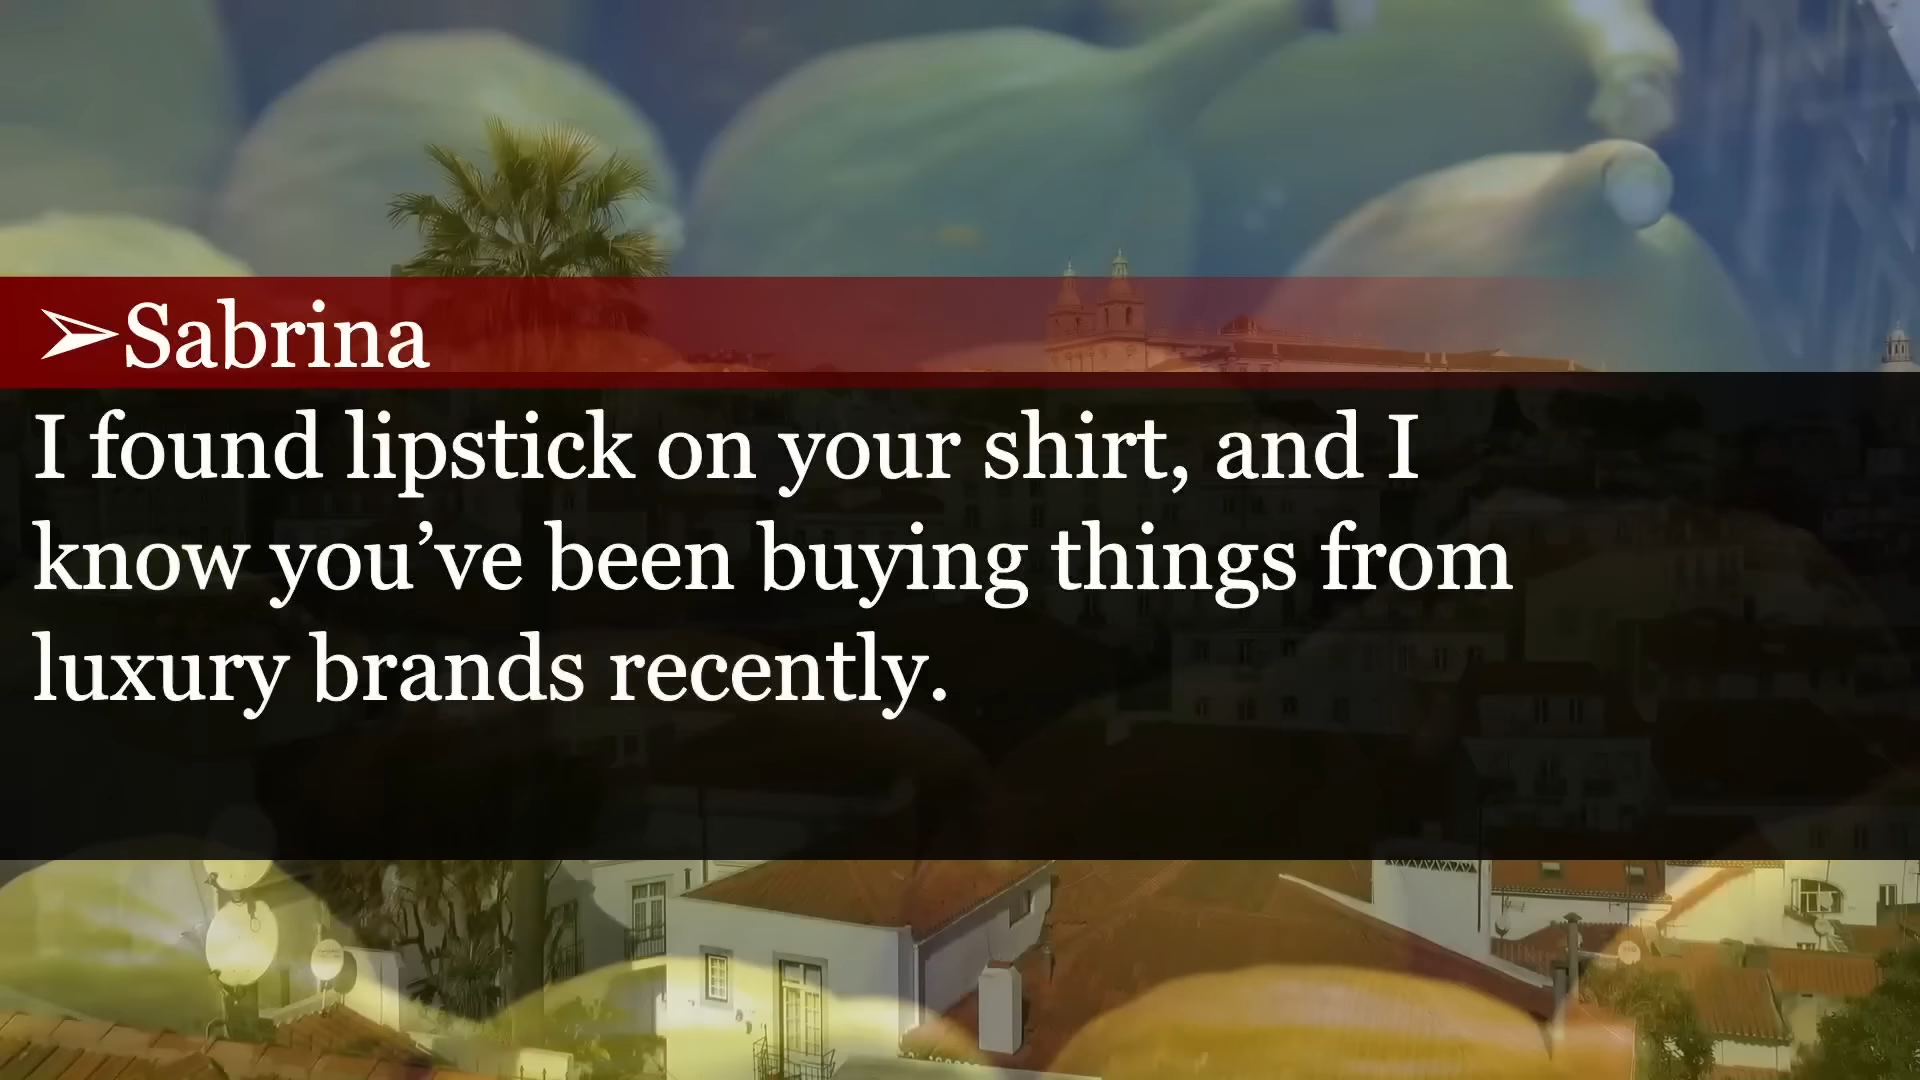 ➢Sabrina
I found lipstick on your shirt, and I
know you’ve been buying things from
luxury brands recently.